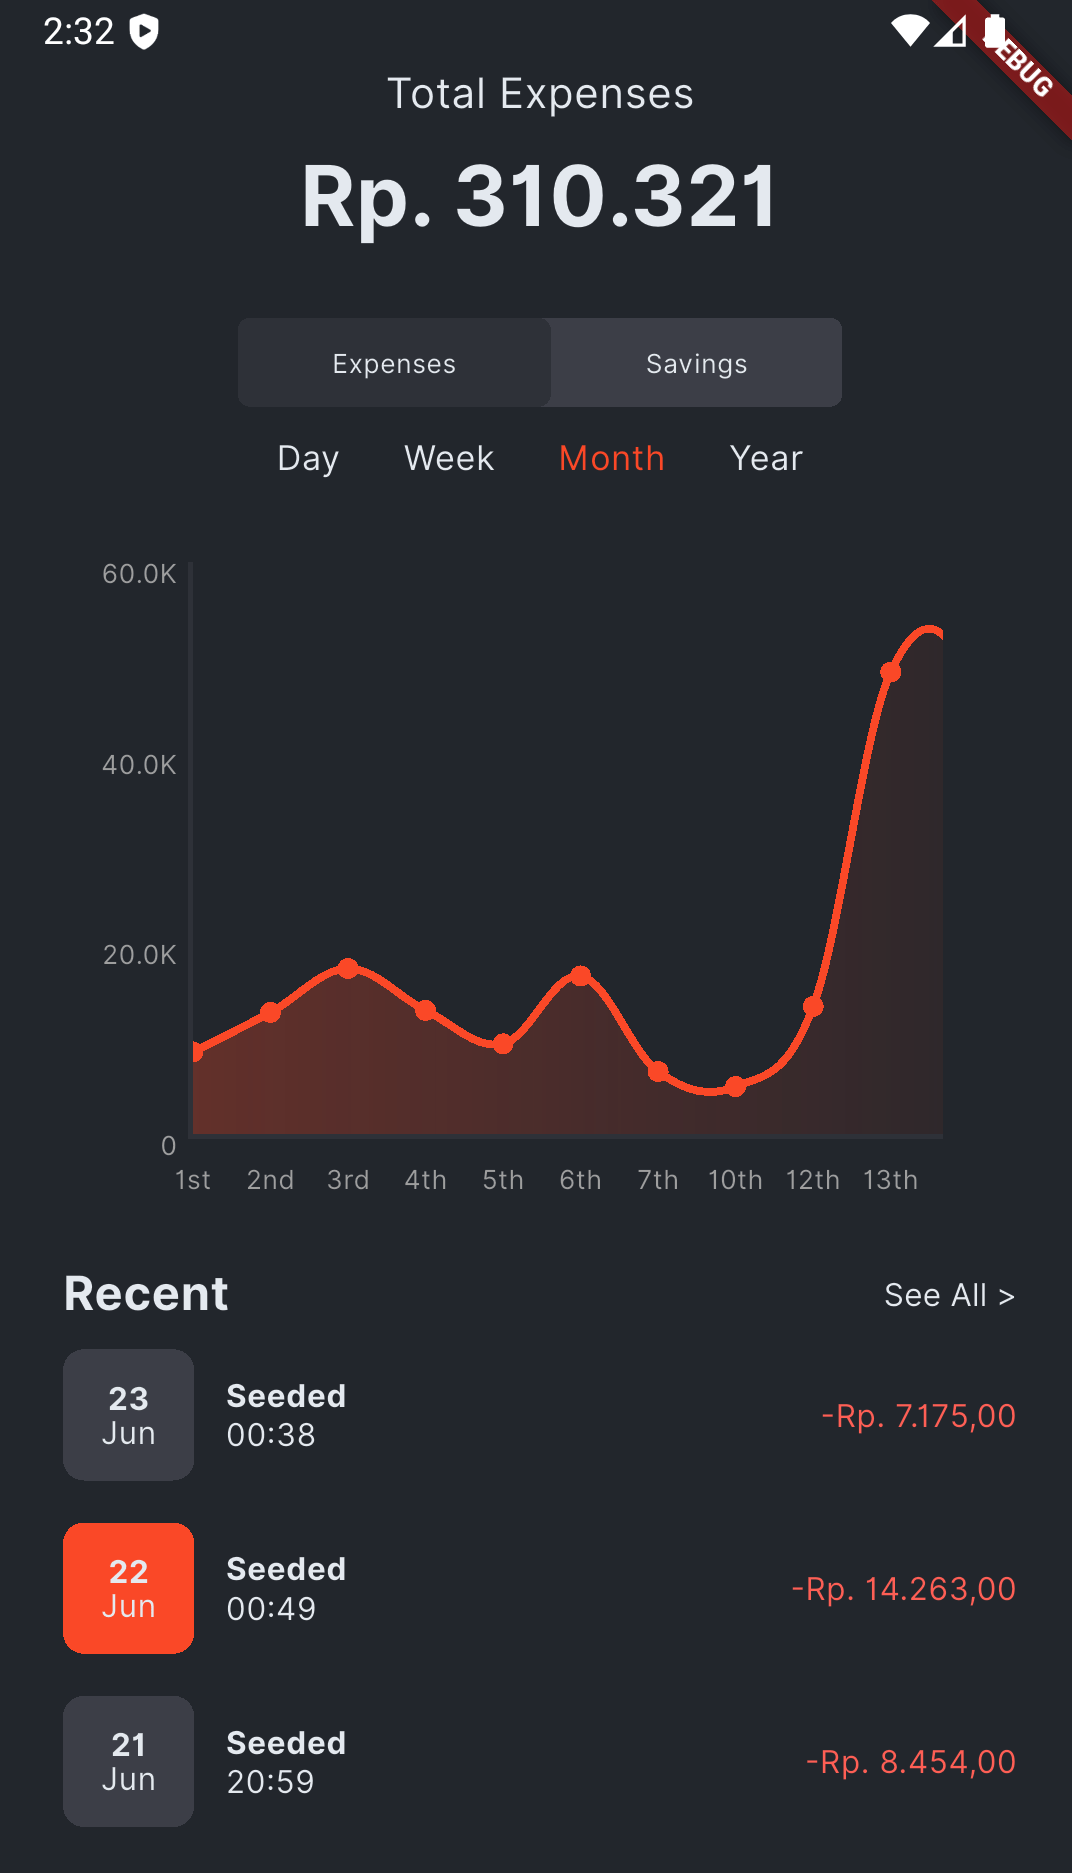 2:32
DEBUG
Total Expenses
Rp. 310.321
Expenses Savings
Day Week Month Year
60.0K
40.0K
20.0K
0
1st 2nd 3rd 4th 5th 6th 7th 10th 12th 13th
Recent See All >
23
Jun
Seeded
00:38
-Rp. 7.175,00
22
Jun
Seeded
00:49
-Rp. 14.263,00
21
Jun
Seeded
20:59
-Rp. 8.454,00